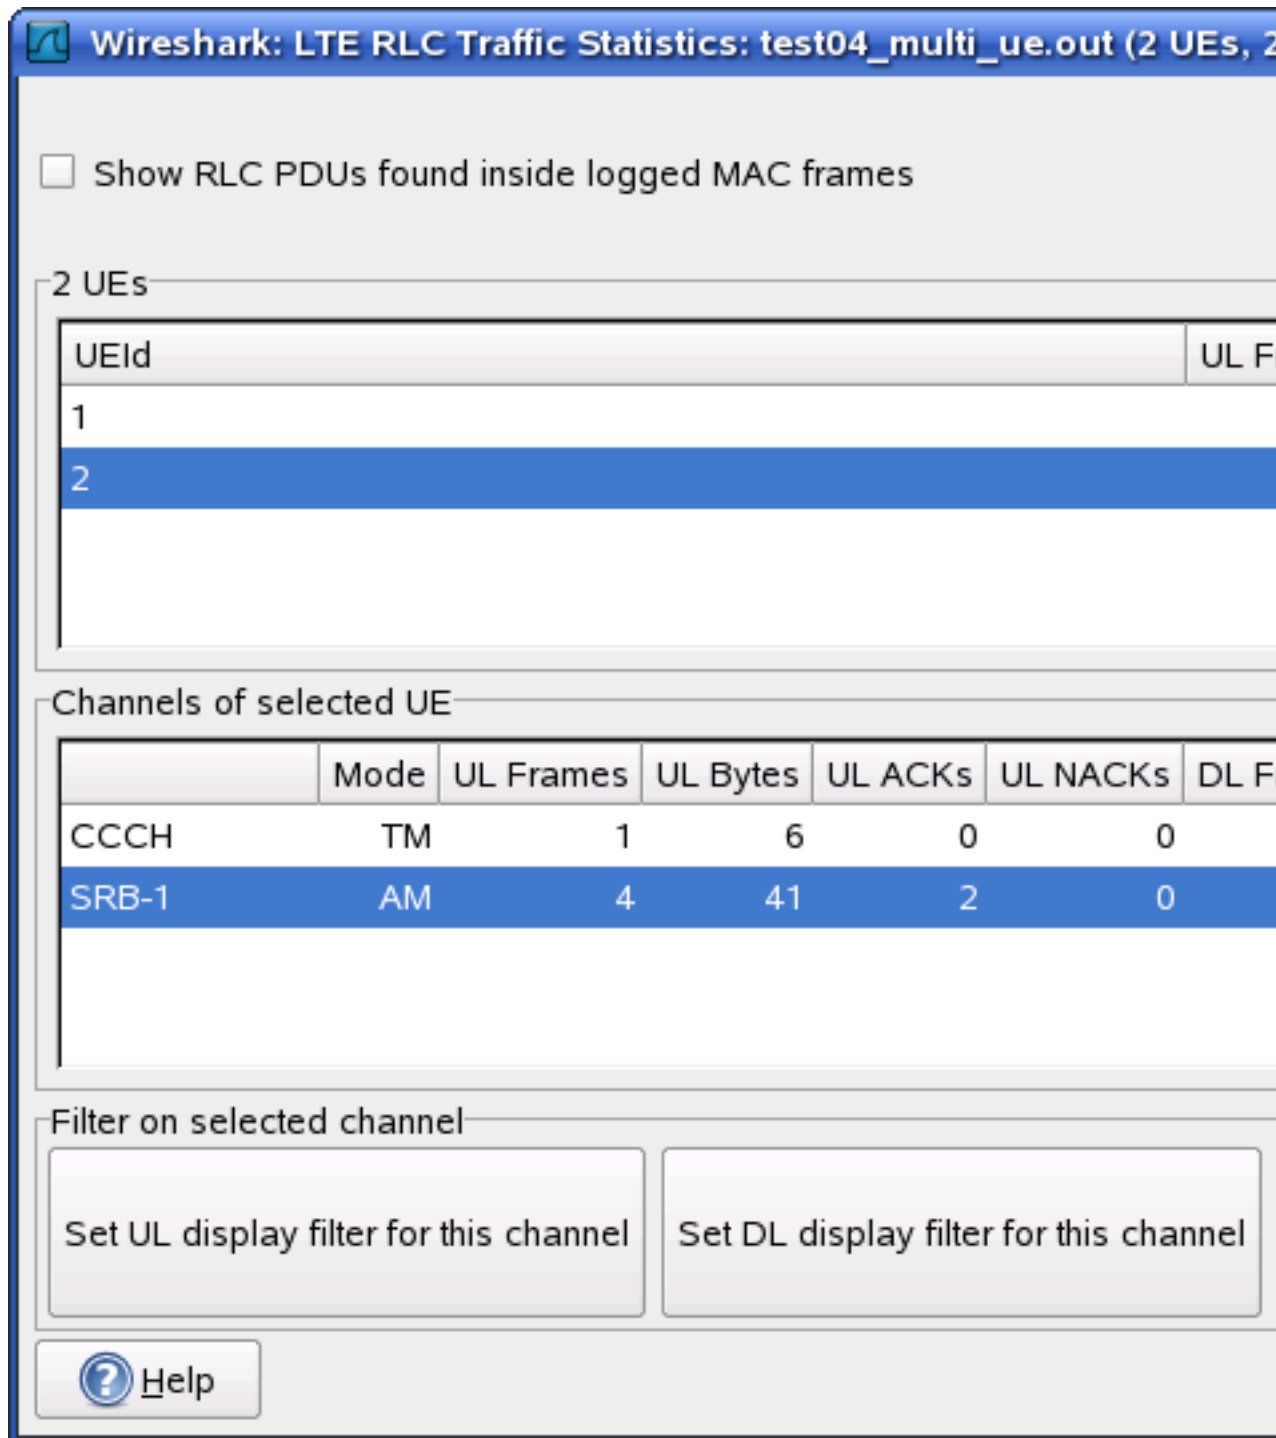 Wireshark: LTE RLC Traffic Statistics: test04_multi_ue.out (2 UEs, 2
Show RLC PDUs found inside logged MAC frames
2 UEs
UEId UL F
1
2
Channels of selected UE
Mode UL Frames UL Bytes UL ACKs UL NACKs DL F
CCCH TM 1 6 0 0
SRB-1 AM 4 41 2 0
Filter on selected channel
Set UL display filter for this channel Set DL display filter for this channel
Help